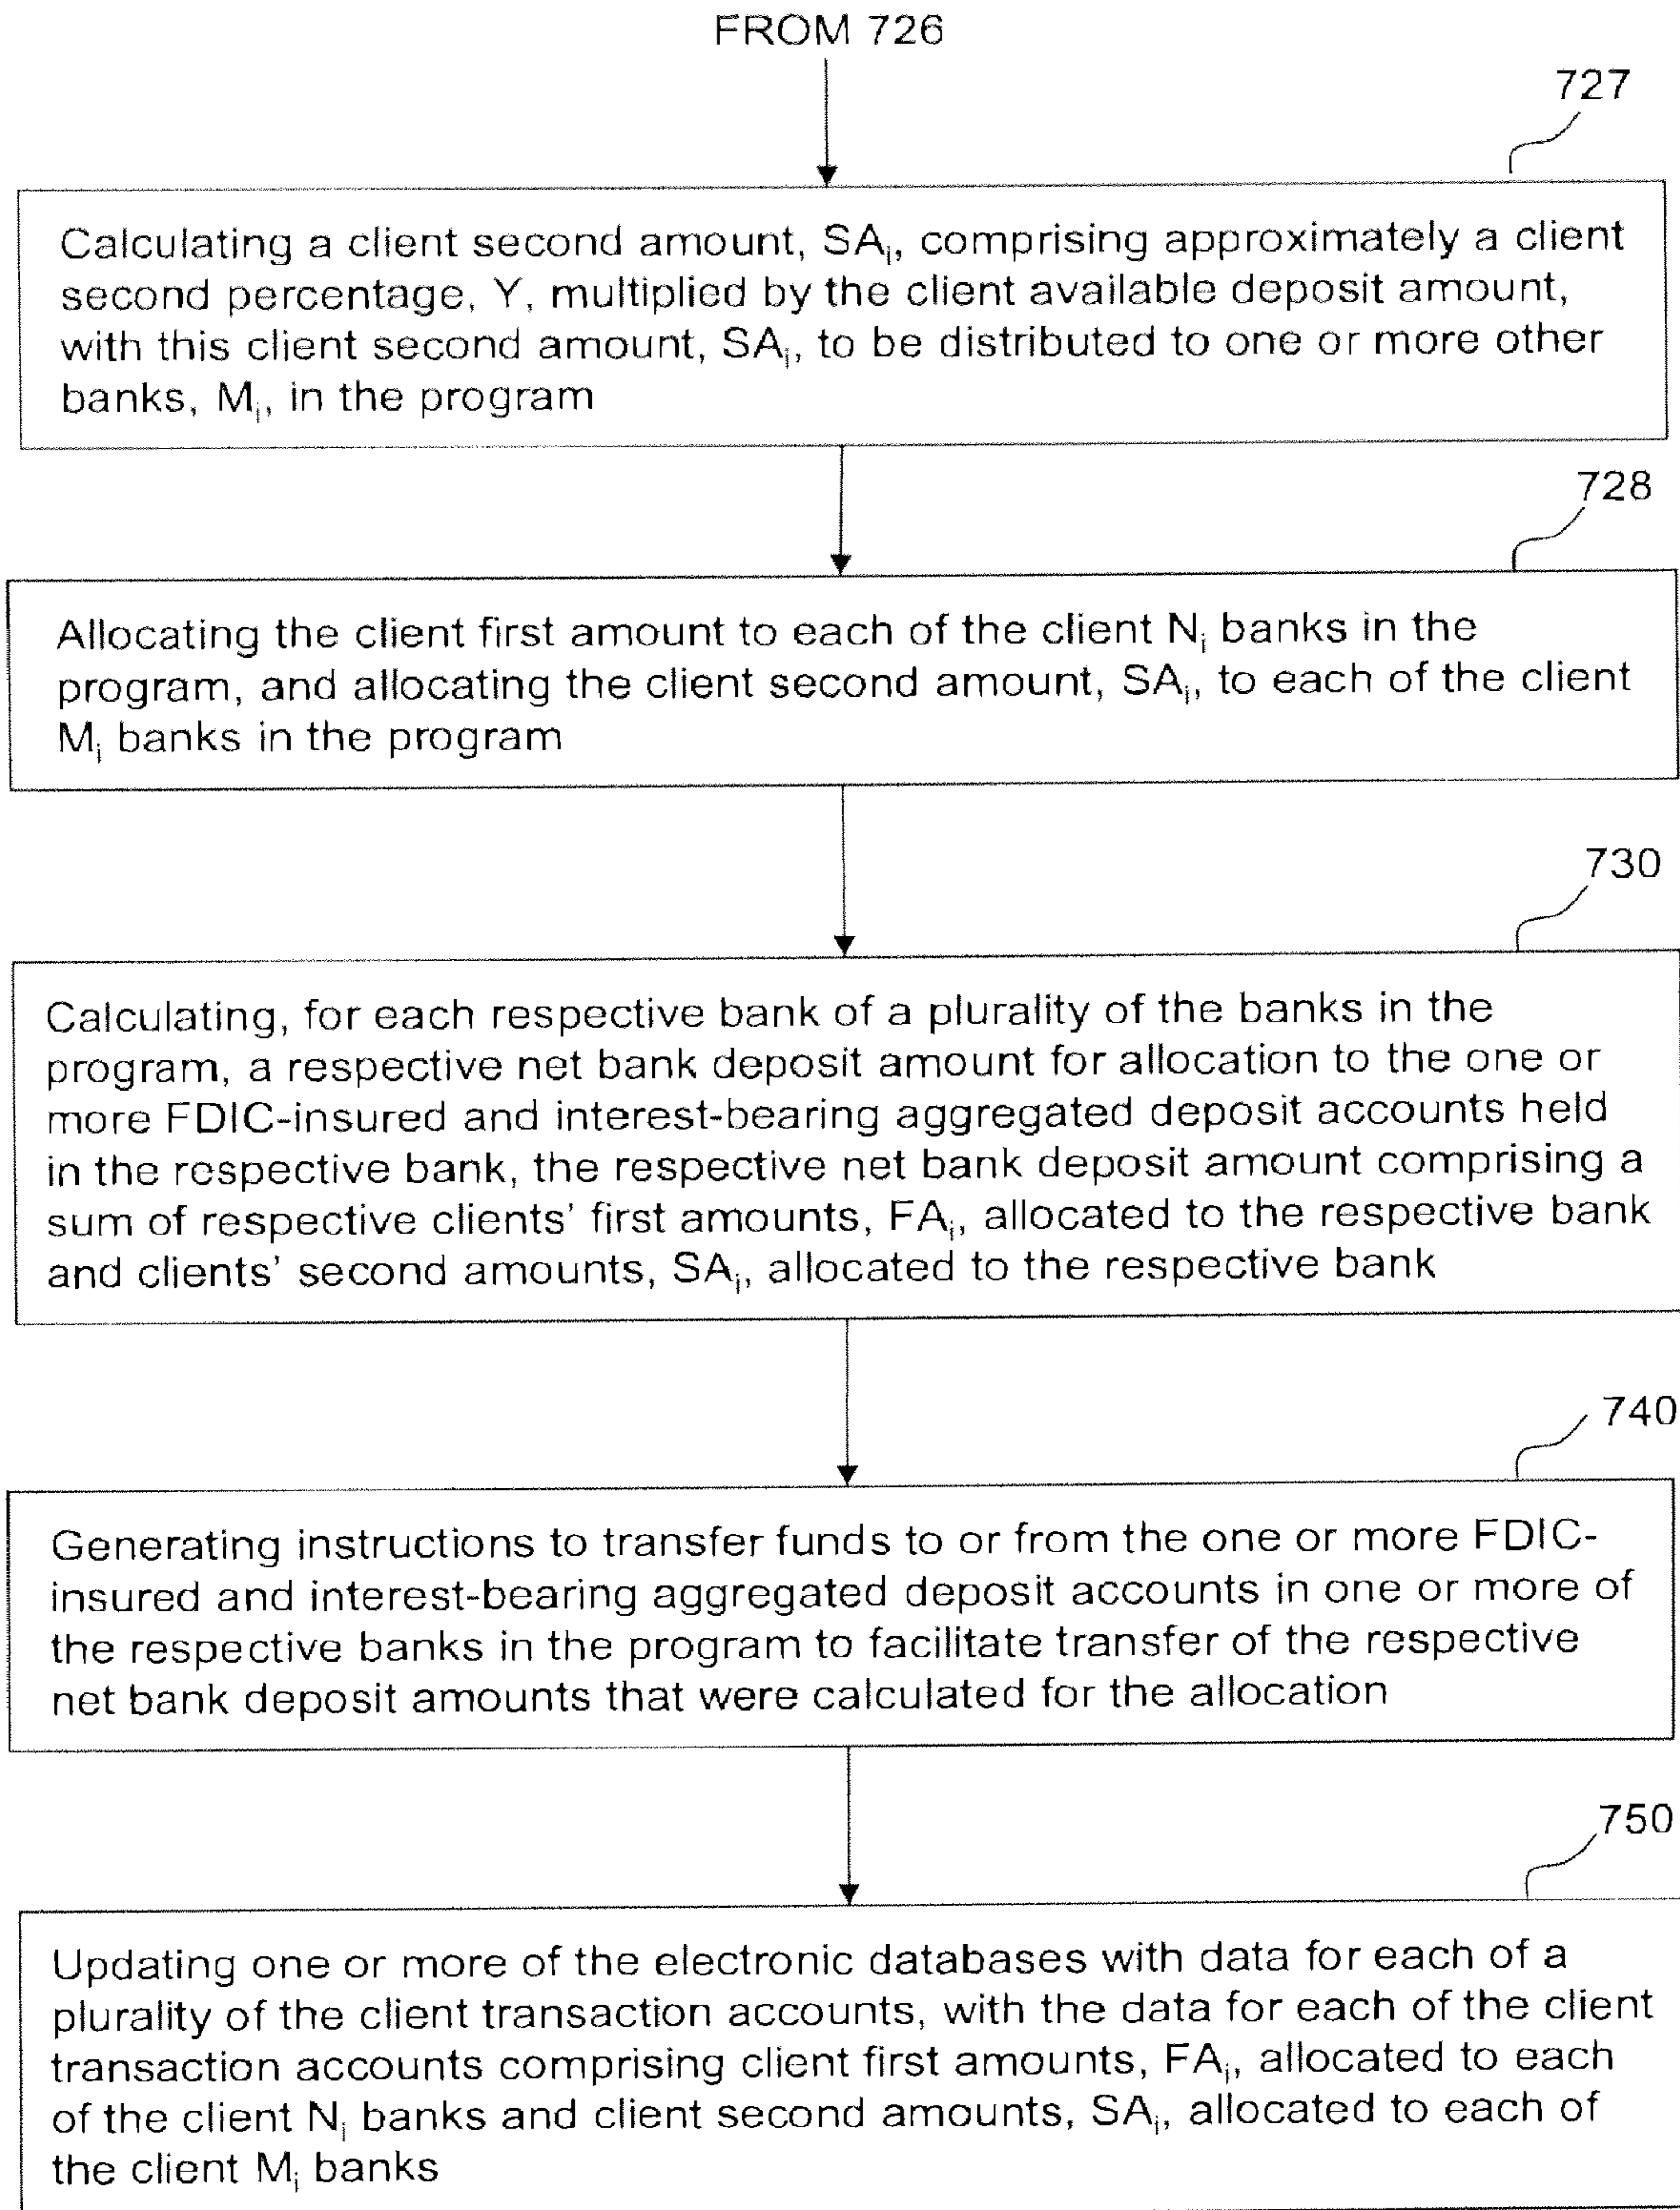 FROM 726
727
Calculating a client second amount, SAᵢ, comprising approximately a client
second percentage, Y, multiplied by the client available deposit amount,
with this client second amount, SAᵢ, to be distributed to one or more other
banks, Mᵢ, in the program
728
Allocating the client first amount to each of the client Nᵢ banks in the
program, and allocating the client second amount, SAᵢ, to each of the client
Mᵢ banks in the program
730
Calculating, for each respective bank of a plurality of the banks in the
program, a respective net bank deposit amount for allocation to the one or
more FDIC-insured and interest-bearing aggregated deposit accounts held
in the respective bank, the respective net bank deposit amount comprising a
sum of respective clients' first amounts, FAᵢ, allocated to the respective bank
and clients' second amounts, SAᵢ, allocated to the respective bank
740
Generating instructions to transfer funds to or from the one or more FDIC-
insured and interest-bearing aggregated deposit accounts in one or more of
the respective banks in the program to facilitate transfer of the respective
net bank deposit amounts that were calculated for the allocation
750
Updating one or more of the electronic databases with data for each of a
plurality of the client transaction accounts, with the data for each of the client
transaction accounts comprising client first amounts, FAᵢ, allocated to each
of the client Nᵢ banks and client second amounts, SAᵢ, allocated to each of
the client Mᵢ banks